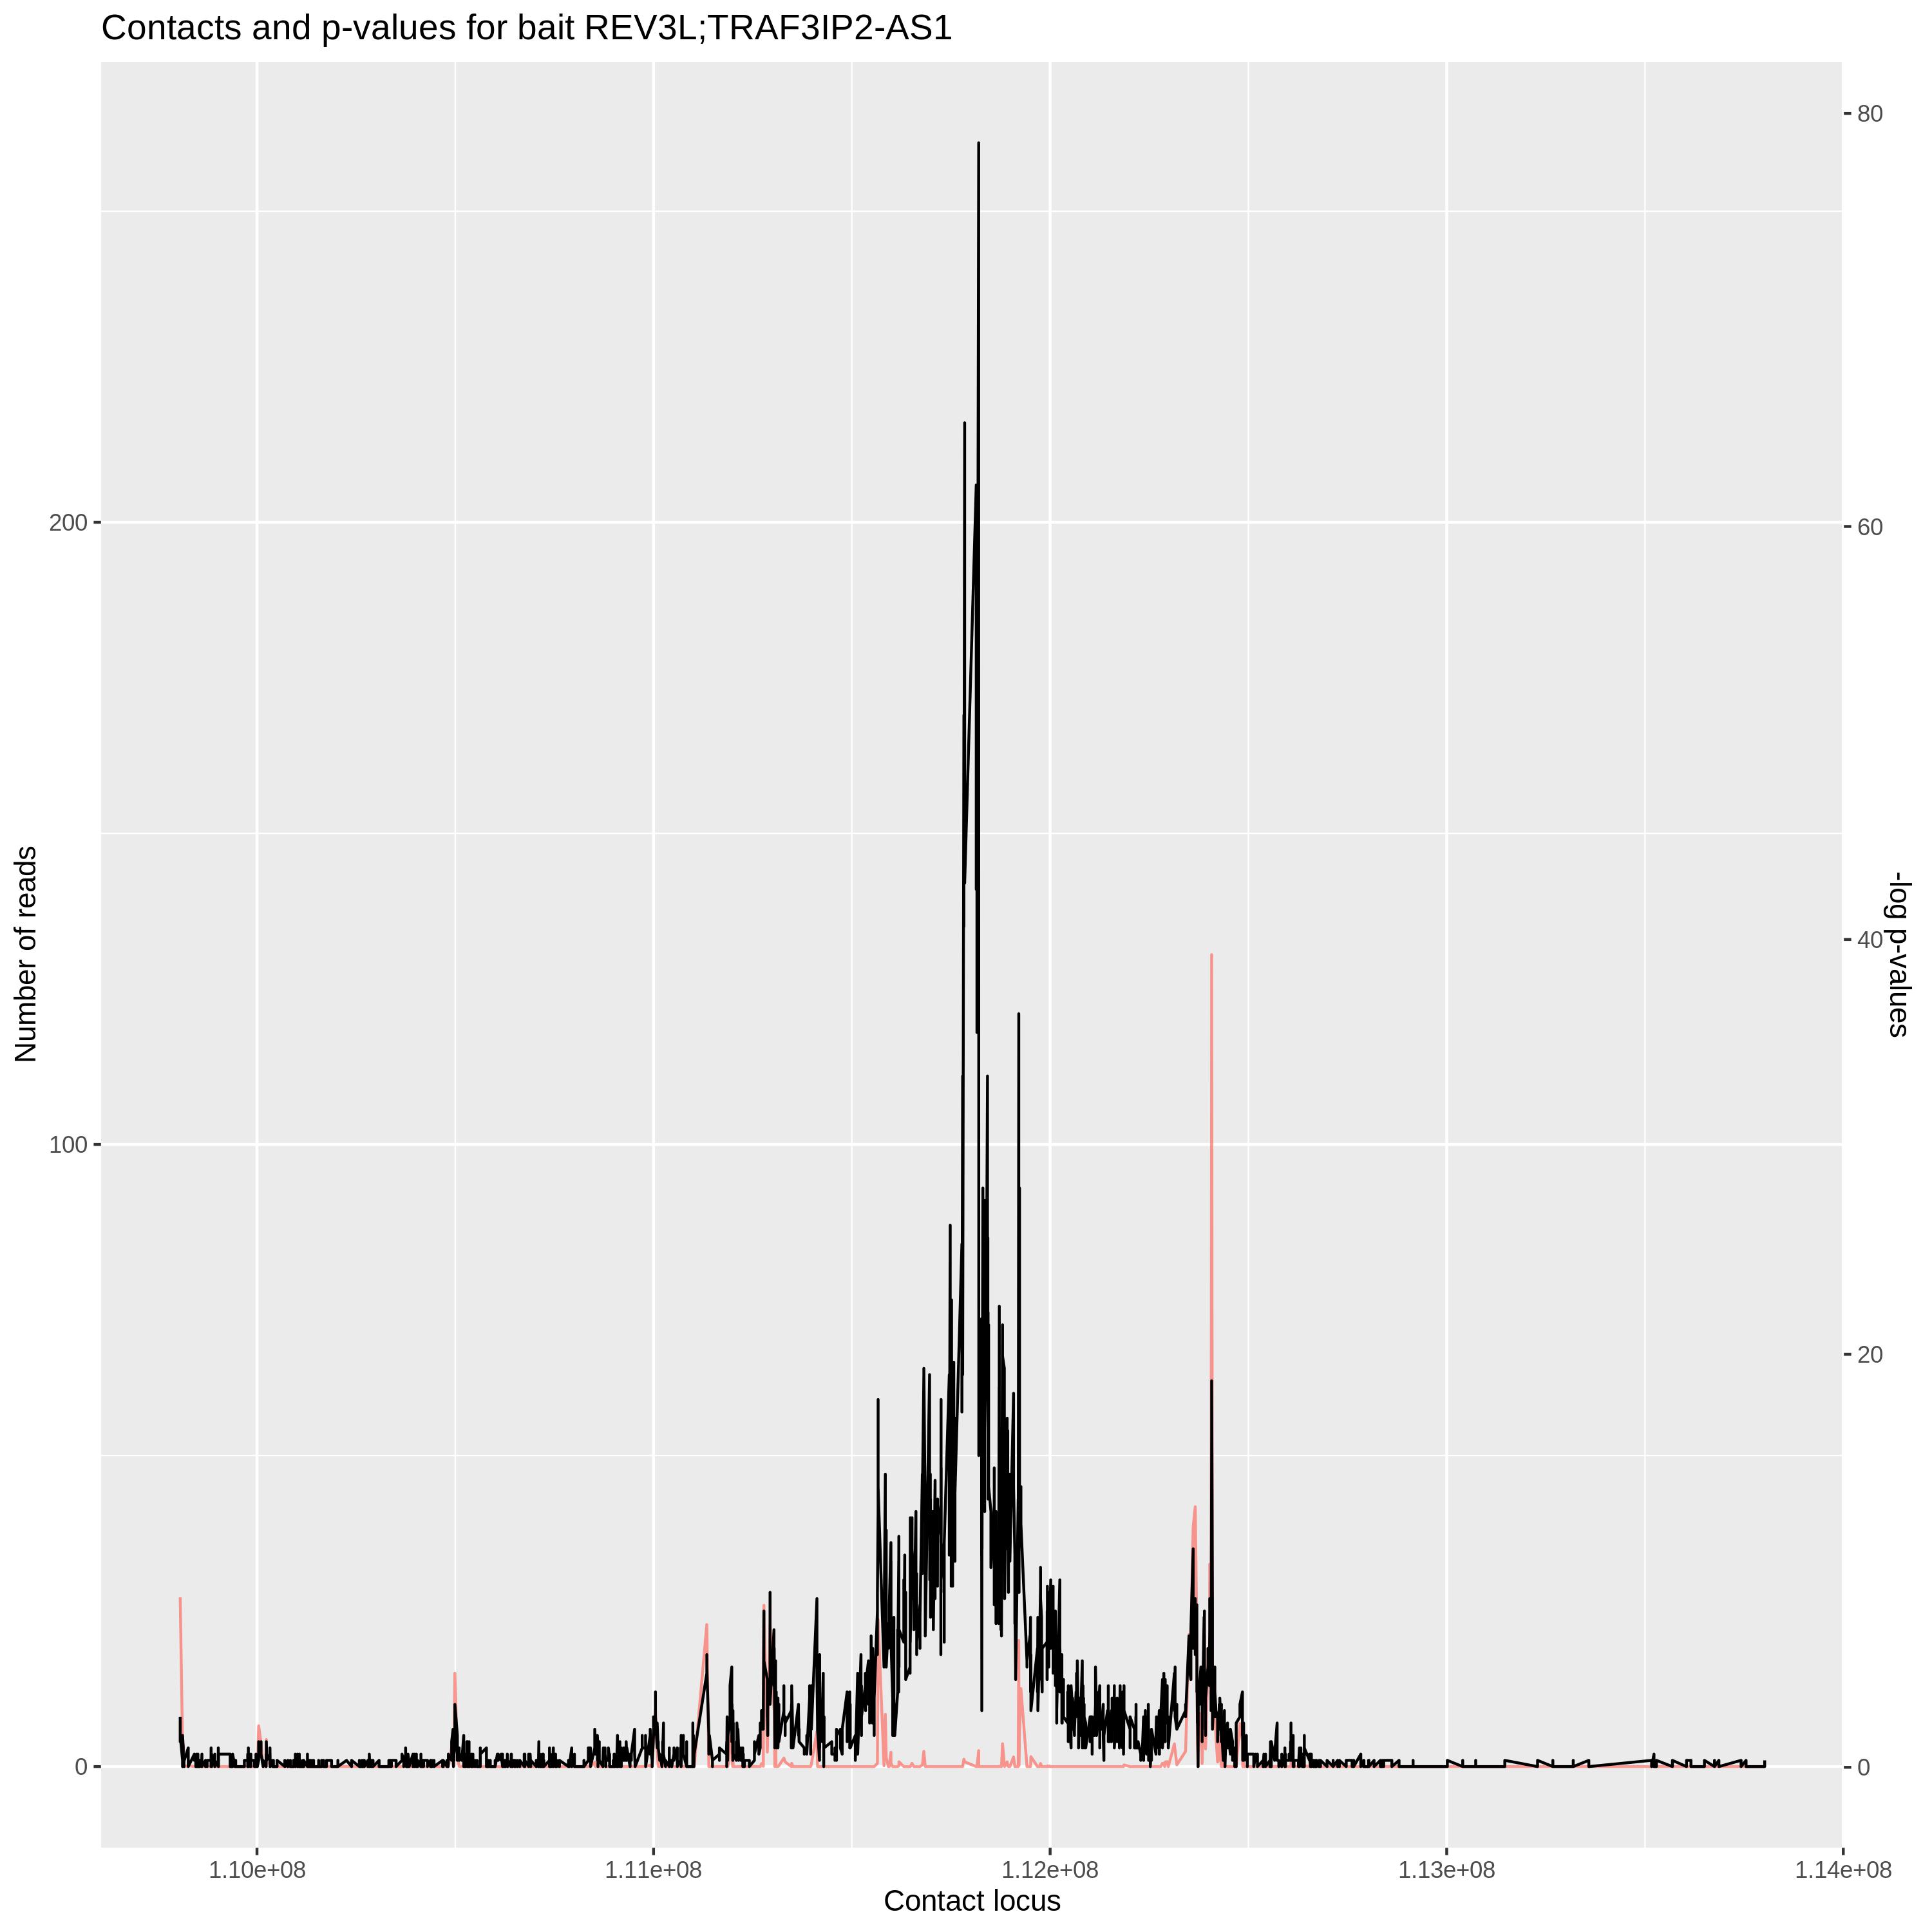 Contacts and p-values for bait REV3L;TRAF3IP2-AS1
80
200
60
Number of reads
-log p-values
40
100
20
0
0
1.10e+08
1.11e+08
1.12e+08
1.13e+08
1.14e+08
Contact locus